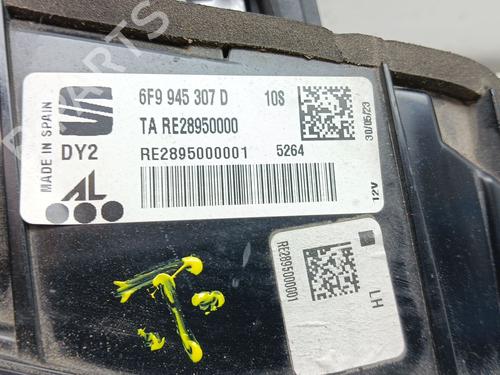 PARTS
MADE IN SPAIN
6F9 945 307 D 10S
TA RE28950000
DY2
RE2895000001 5264
AL
30/05/23
12V
RE2895000001
LH